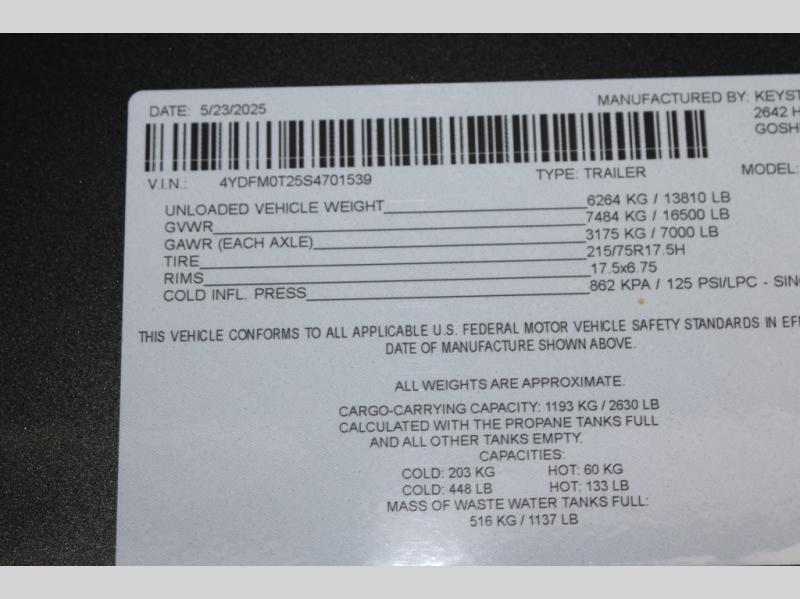 DATE: 5/23/2025
MANUFACTURED BY: KEYST
2642 H
GOSH
V.I.N.: 4YDFM0T25S4701539 TYPE: TRAILER MODEL:
UNLOADED VEHICLE WEIGHT 6264 KG / 13810 LB
GVWR 7484 KG / 16500 LB
GAWR (EACH AXLE) 3175 KG / 7000 LB
TIRE 215/75R17.5H
RIMS 17.5x6.75
COLD INFL. PRESS 862 KPA / 125 PSI/LPC - SING
THIS VEHICLE CONFORMS TO ALL APPLICABLE U.S. FEDERAL MOTOR VEHICLE SAFETY STANDARDS IN EFF
DATE OF MANUFACTURE SHOWN ABOVE.
ALL WEIGHTS ARE APPROXIMATE.
CARGO-CARRYING CAPACITY: 1193 KG / 2630 LB
CALCULATED WITH THE PROPANE TANKS FULL
AND ALL OTHER TANKS EMPTY.
CAPACITIES:
COLD: 203 KG HOT: 60 KG
COLD: 448 LB HOT: 133 LB
MASS OF WASTE WATER TANKS FULL:
516 KG / 1137 LB